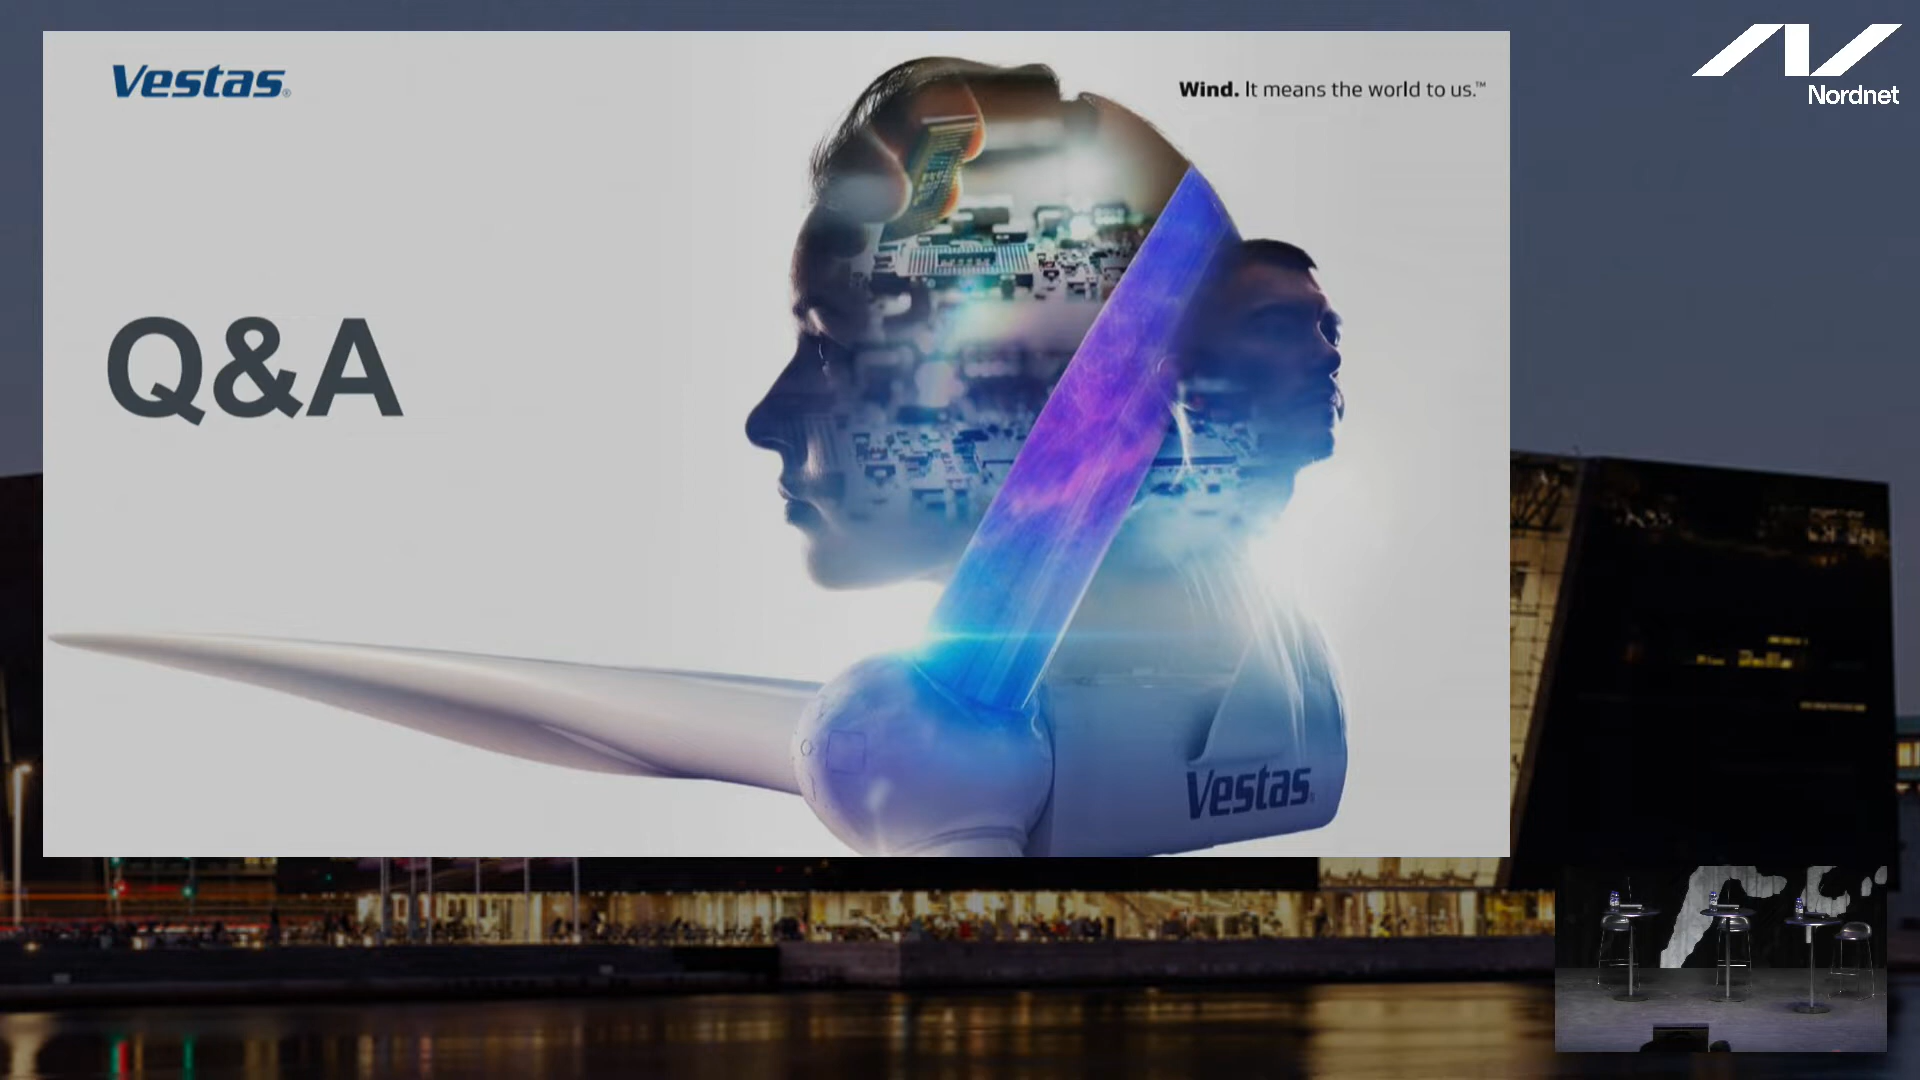 Vestas®
Wind. It means the world to us.™
Nordnet
Q&A
Vestas